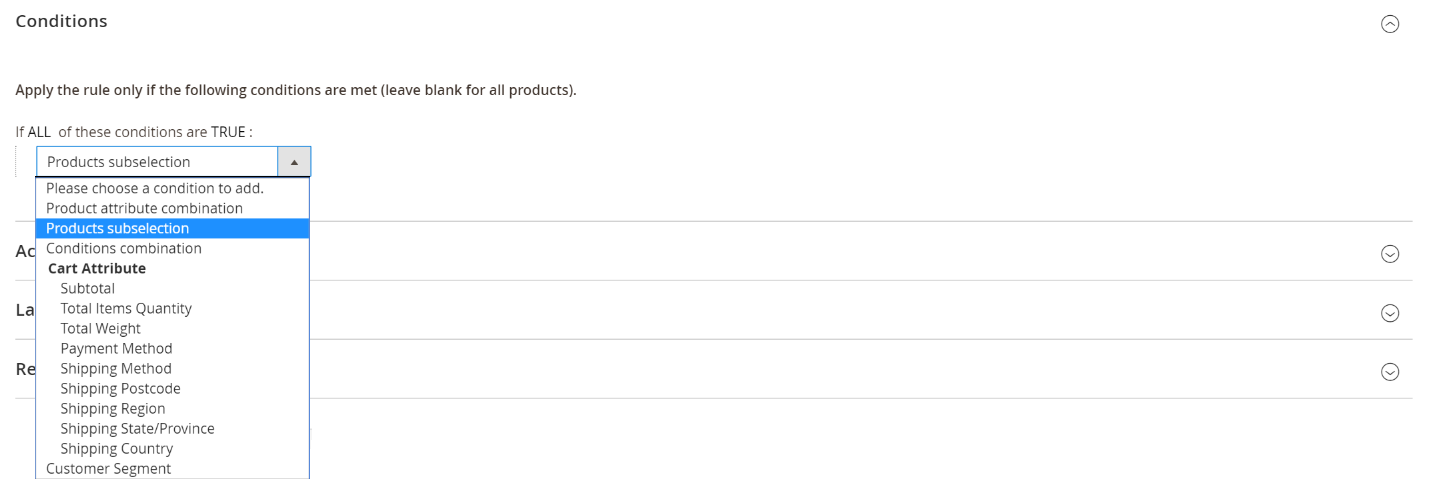 Conditions
Apply the rule only if the following conditions are met (leave blank for all products).
If ALL of these conditions are TRUE :
Products subselection
Please choose a condition to add.
Product attribute combination
Products subselection
Conditions combination
Cart Attribute
Subtotal
Total Items Quantity
Total Weight
Payment Method
Shipping Method
Shipping Postcode
Shipping Region
Shipping State/Province
Shipping Country
Customer Segment